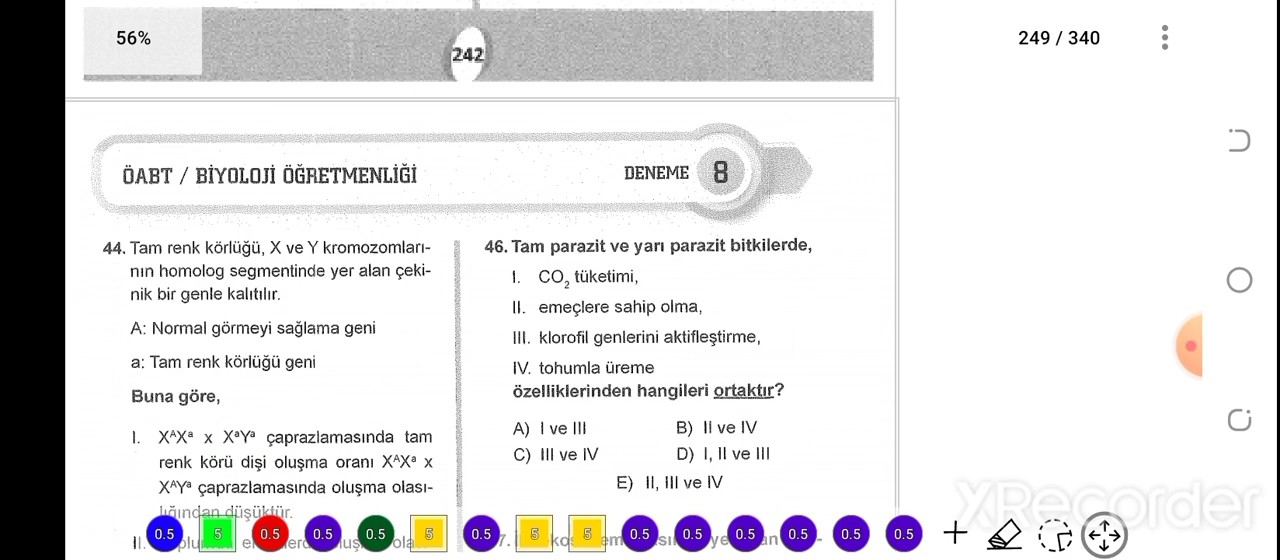 56%
242
249 / 340
ÖABT / BİYOLOJİ ÖĞRETMENLİĞİ
DENEME 8
44. Tam renk körlüğü, X ve Y kromozomları-
nın homolog segmentinde yer alan çeki-
nik bir genle kalıtılır.
A: Normal görmeyi sağlama geni
a: Tam renk körlüğü geni
Buna göre,
I. XᴬXᵃ x XᵃYᵃ çaprazlamasında tam
renk körü dişi oluşma oranı XᴬXᵃ x
XᴬYᵃ çaprazlamasında oluşma olası-
lığından düşüktür.
II.
46. Tam parazit ve yarı parazit bitkilerde,
I. CO₂ tüketimi,
II. emeçlere sahip olma,
III. klorofil genlerini aktifleştirme,
IV. tohumla üreme
özelliklerinden hangileri ortaktır?
A) I ve III B) II ve IV
C) III ve IV D) I, II ve III
E) II, III ve IV
0.5 5 0.5 0.5 0.5 5 0.5 5 5 0.5 0.5 0.5 0.5 0.5 0.5
XRecorder